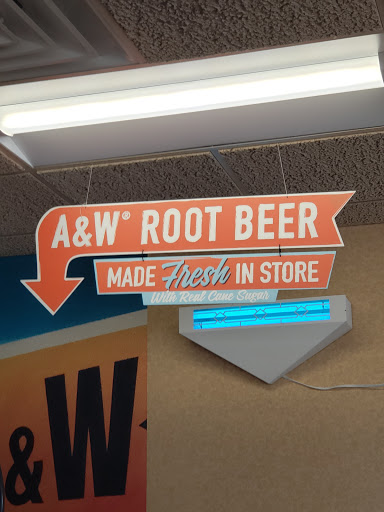 A&W® ROOT BEER
MADE Fresh IN STORE
With Real Cane Sugar
&W